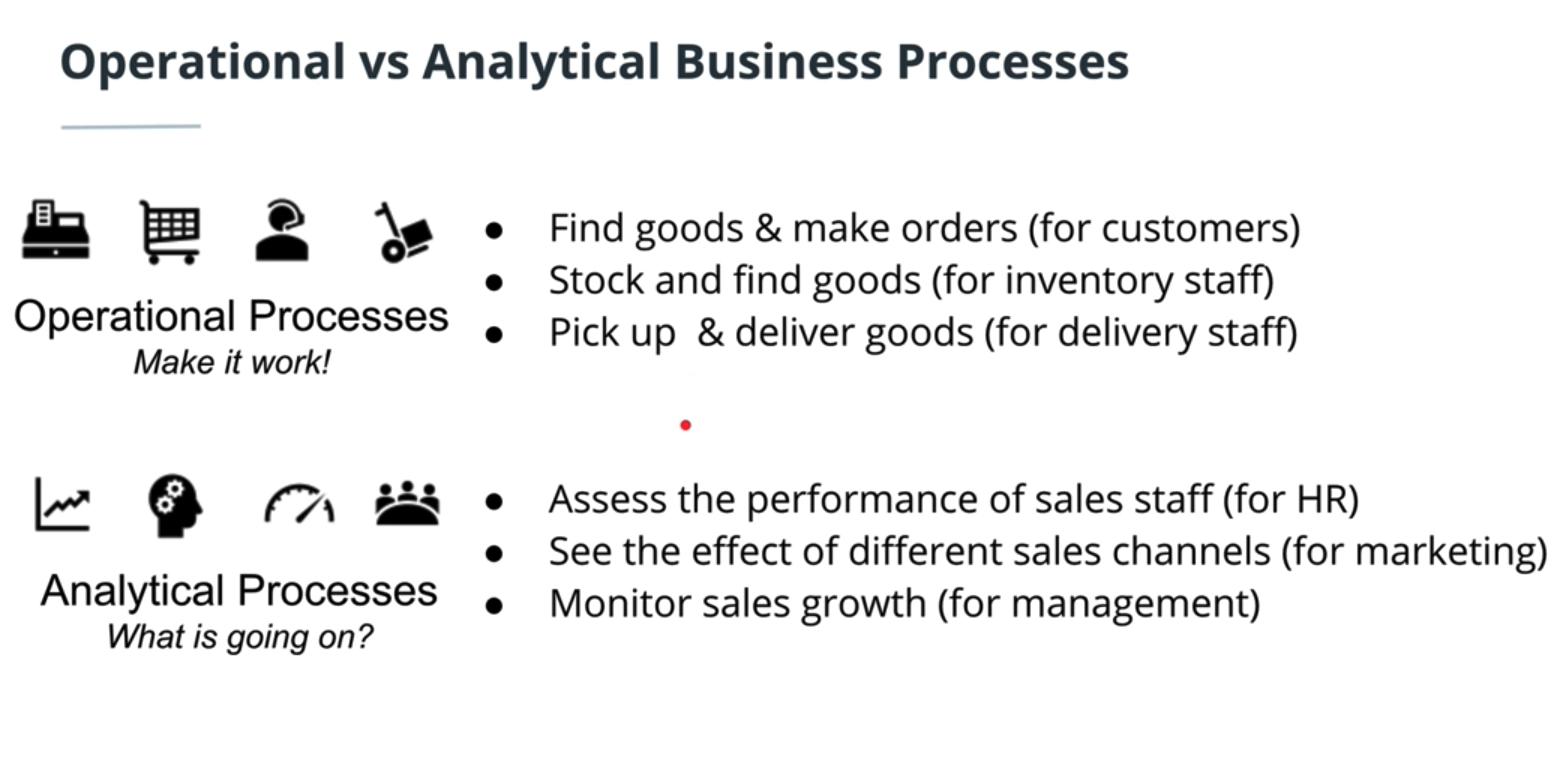 Operational vs Analytical Business Processes
Operational Processes
Make it work!
● Find goods & make orders (for customers)
● Stock and find goods (for inventory staff)
● Pick up  & deliver goods (for delivery staff)
Analytical Processes
What is going on?
● Assess the performance of sales staff (for HR)
● See the effect of different sales channels (for marketing)
● Monitor sales growth (for management)